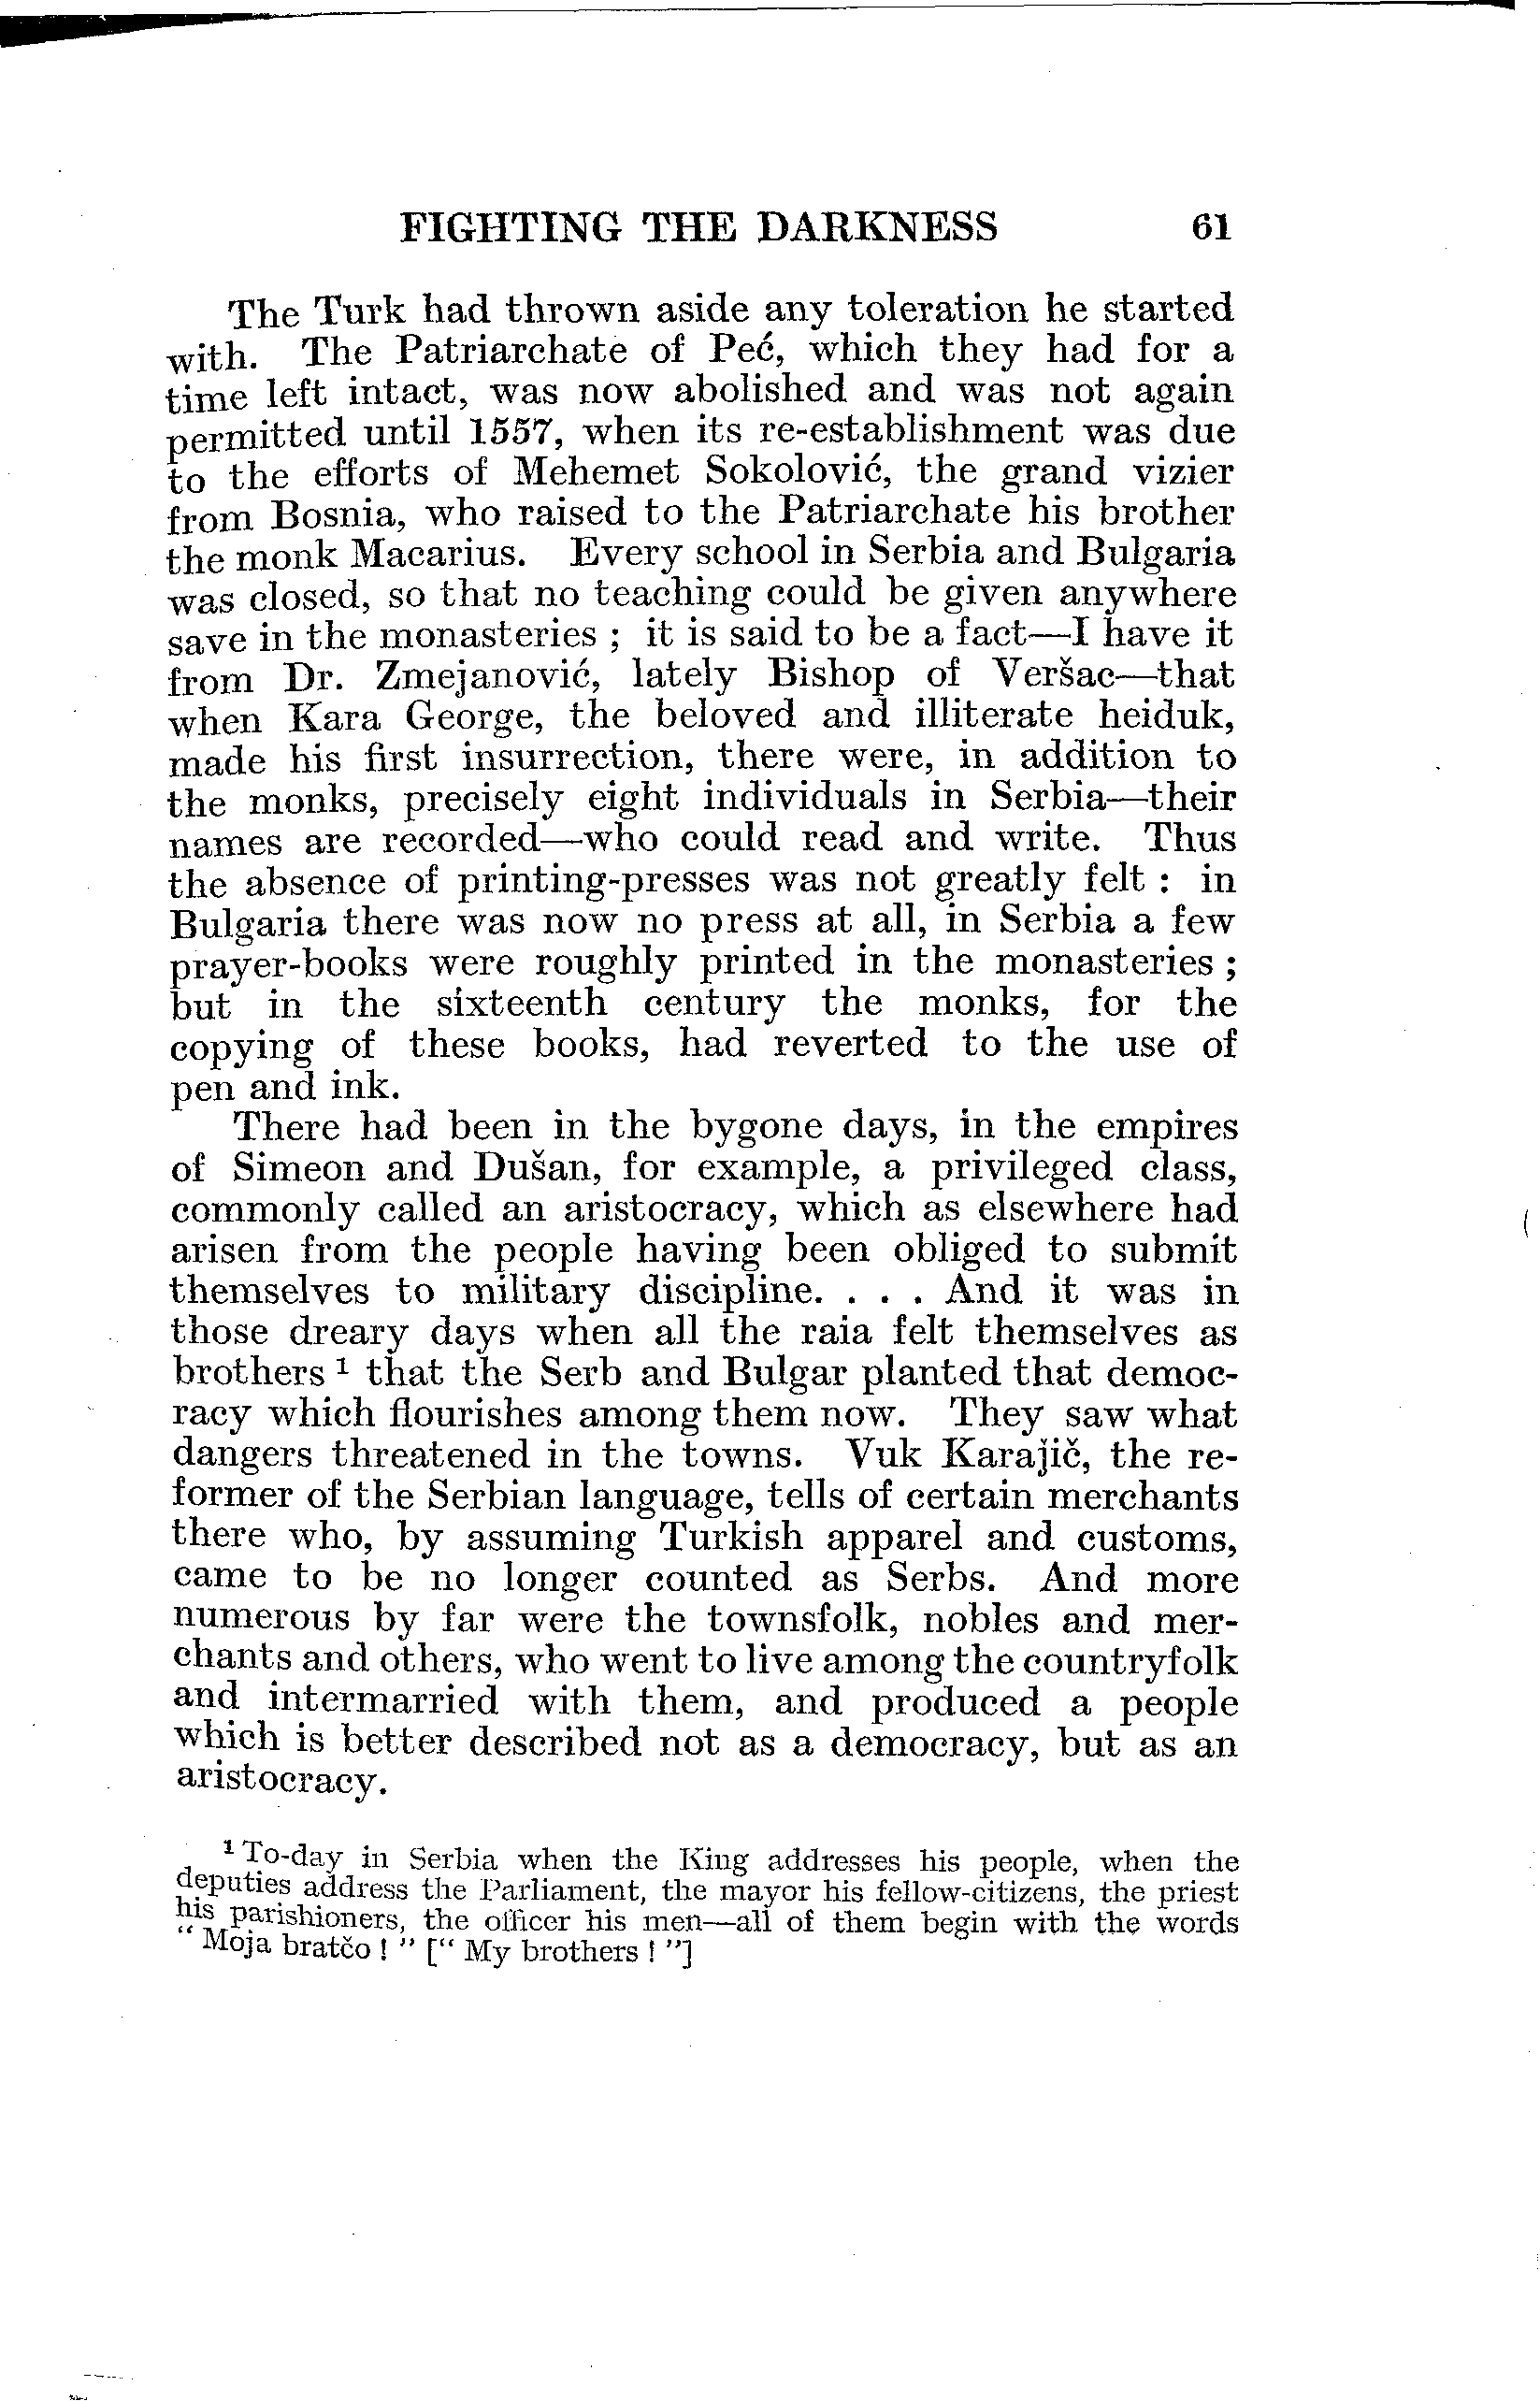 FIGHTING THE DARKNESS 61
The Turk had thrown aside any toleration he started
with. The Patriarchate of Peć, which they had for a
time left intact, was now abolished and was not again
permitted until 1557, when its re-establishment was due
to the efforts of Mehemet Sokolović, the grand vizier
from Bosnia, who raised to the Patriarchate his brother
the monk Macarius. Every school in Serbia and Bulgaria
was closed, so that no teaching could be given anywhere
save in the monasteries ; it is said to be a fact—I have it
from Dr. Zmejanović, lately Bishop of Veršac—that
when Kara George, the beloved and illiterate heiduk,
made his first insurrection, there were, in addition to
the monks, precisely eight individuals in Serbia—their
names are recorded—who could read and write. Thus
the absence of printing-presses was not greatly felt : in
Bulgaria there was now no press at all, in Serbia a few
prayer-books were roughly printed in the monasteries ;
but in the sixteenth century the monks, for the
copying of these books, had reverted to the use of
pen and ink.
There had been in the bygone days, in the empires
of Simeon and Dušan, for example, a privileged class,
commonly called an aristocracy, which as elsewhere had
arisen from the people having been obliged to submit
themselves to military discipline. . . . And it was in
those dreary days when all the raia felt themselves as
brothers ¹ that the Serb and Bulgar planted that democ-
racy which flourishes among them now. They saw what
dangers threatened in the towns. Vuk Karajič, the re-
former of the Serbian language, tells of certain merchants
there who, by assuming Turkish apparel and customs,
came to be no longer counted as Serbs. And more
numerous by far were the townsfolk, nobles and mer-
chants and others, who went to live among the countryfolk
and intermarried with them, and produced a people
which is better described not as a democracy, but as an
aristocracy.
¹ To-day in Serbia when the King addresses his people, when the
deputies address the Parliament, the mayor his fellow-citizens, the priest
his parishioners, the officer his men—all of them begin with the words
“ Moja bratčo ! ” [“ My brothers ! ”]